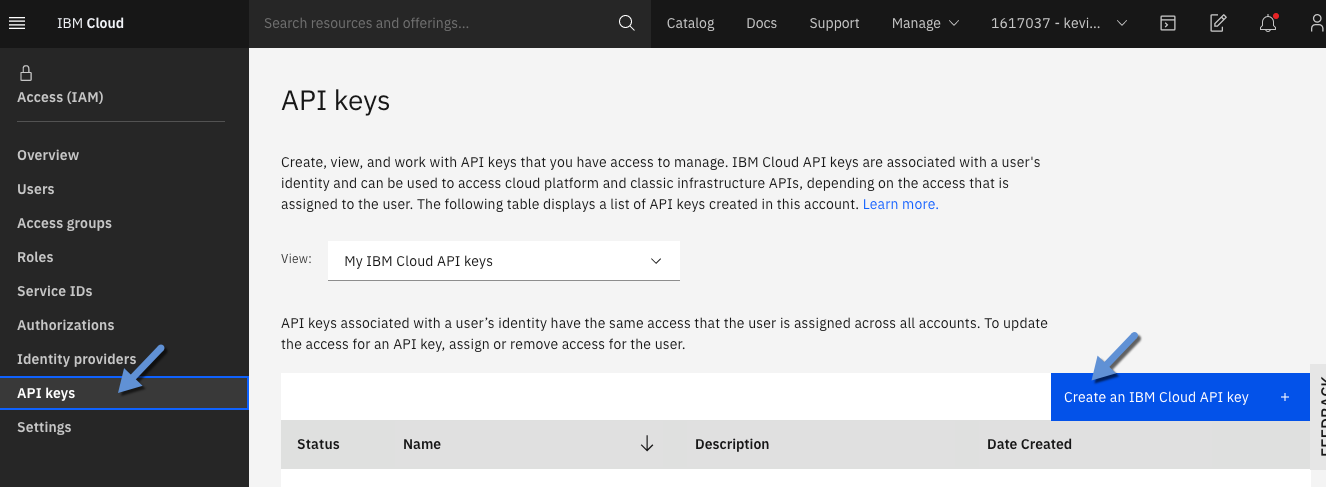 IBM Cloud
Search resources and offerings...
Catalog
Docs
Support
Manage
1617037 - kevi...
Access (IAM)
Overview
Users
Access groups
Roles
Service IDs
Authorizations
Identity providers
API keys
Settings
API keys
Create, view, and work with API keys that you have access to manage. IBM Cloud API keys are associated with a user's
identity and can be used to access cloud platform and classic infrastructure APIs, depending on the access that is
assigned to the user. The following table displays a list of API keys created in this account. Learn more.
View:
My IBM Cloud API keys
API keys associated with a user’s identity have the same access that the user is assigned across all accounts. To update
the access for an API key, assign or remove access for the user.
Create an IBM Cloud API key +
Status
Name
Description
Date Created
FEEDBACK